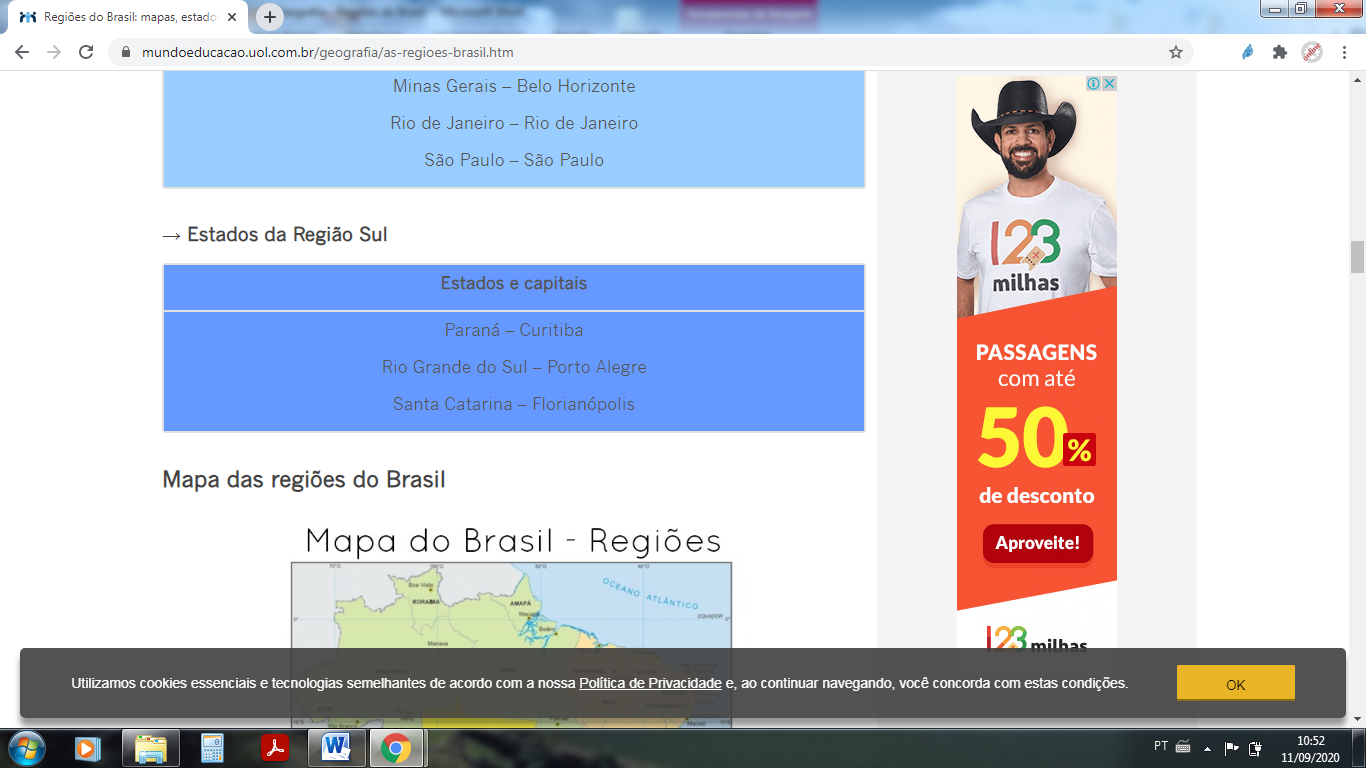 Regiões do Brasil: mapas, estado
mundoeducacao.uol.com.br/geografia/as-regioes-brasil.htm
Minas Gerais – Belo Horizonte
Rio de Janeiro – Rio de Janeiro
São Paulo – São Paulo
→ Estados da Região Sul
Estados e capitais
Paraná – Curitiba
Rio Grande do Sul – Porto Alegre
Santa Catarina – Florianópolis
Mapa das regiões do Brasil
Mapa do Brasil - Regiões
Boa Vista
RORAIMA
AMAPÁ
Macapá
Belém
Manaus
OCEANO ATLÂNTICO
EQUADOR
123
milhas
PASSAGENS
com até
50%
de desconto
Aproveite!
123 milhas
Utilizamos cookies essenciais e tecnologias semelhantes de acordo com a nossa Política de Privacidade e, ao continuar navegando, você concorda com estas condições.
OK
PT
10:52
11/09/2020